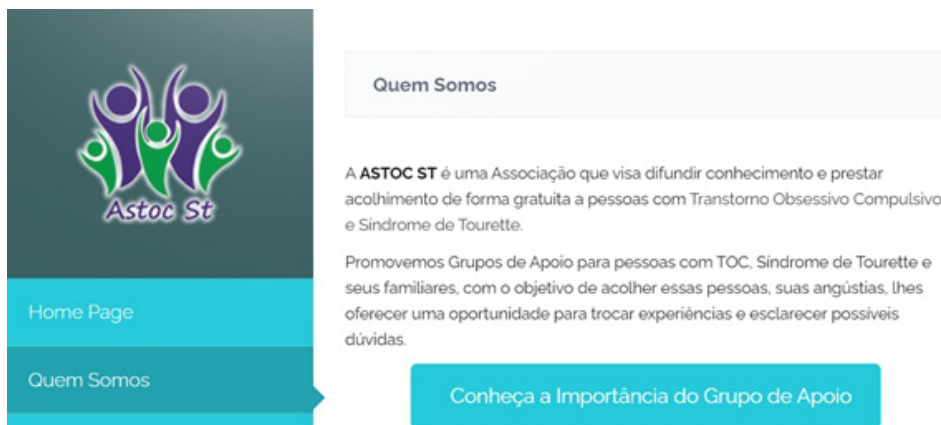 Astoc St
Home Page
Quem Somos
Quem Somos
A ASTOC ST é uma Associação que visa difundir conhecimento e prestar
acolhimento de forma gratuita a pessoas com Transtorno Obsessivo Compulsivo
e Síndrome de Tourette.
Promovemos Grupos de Apoio para pessoas com TOC, Síndrome de Tourette e
seus familiares, com o objetivo de acolher essas pessoas, suas angústias, lhes
oferecer uma oportunidade para trocar experiências e esclarecer possíveis
dúvidas.
Conheça a Importância do Grupo de Apoio